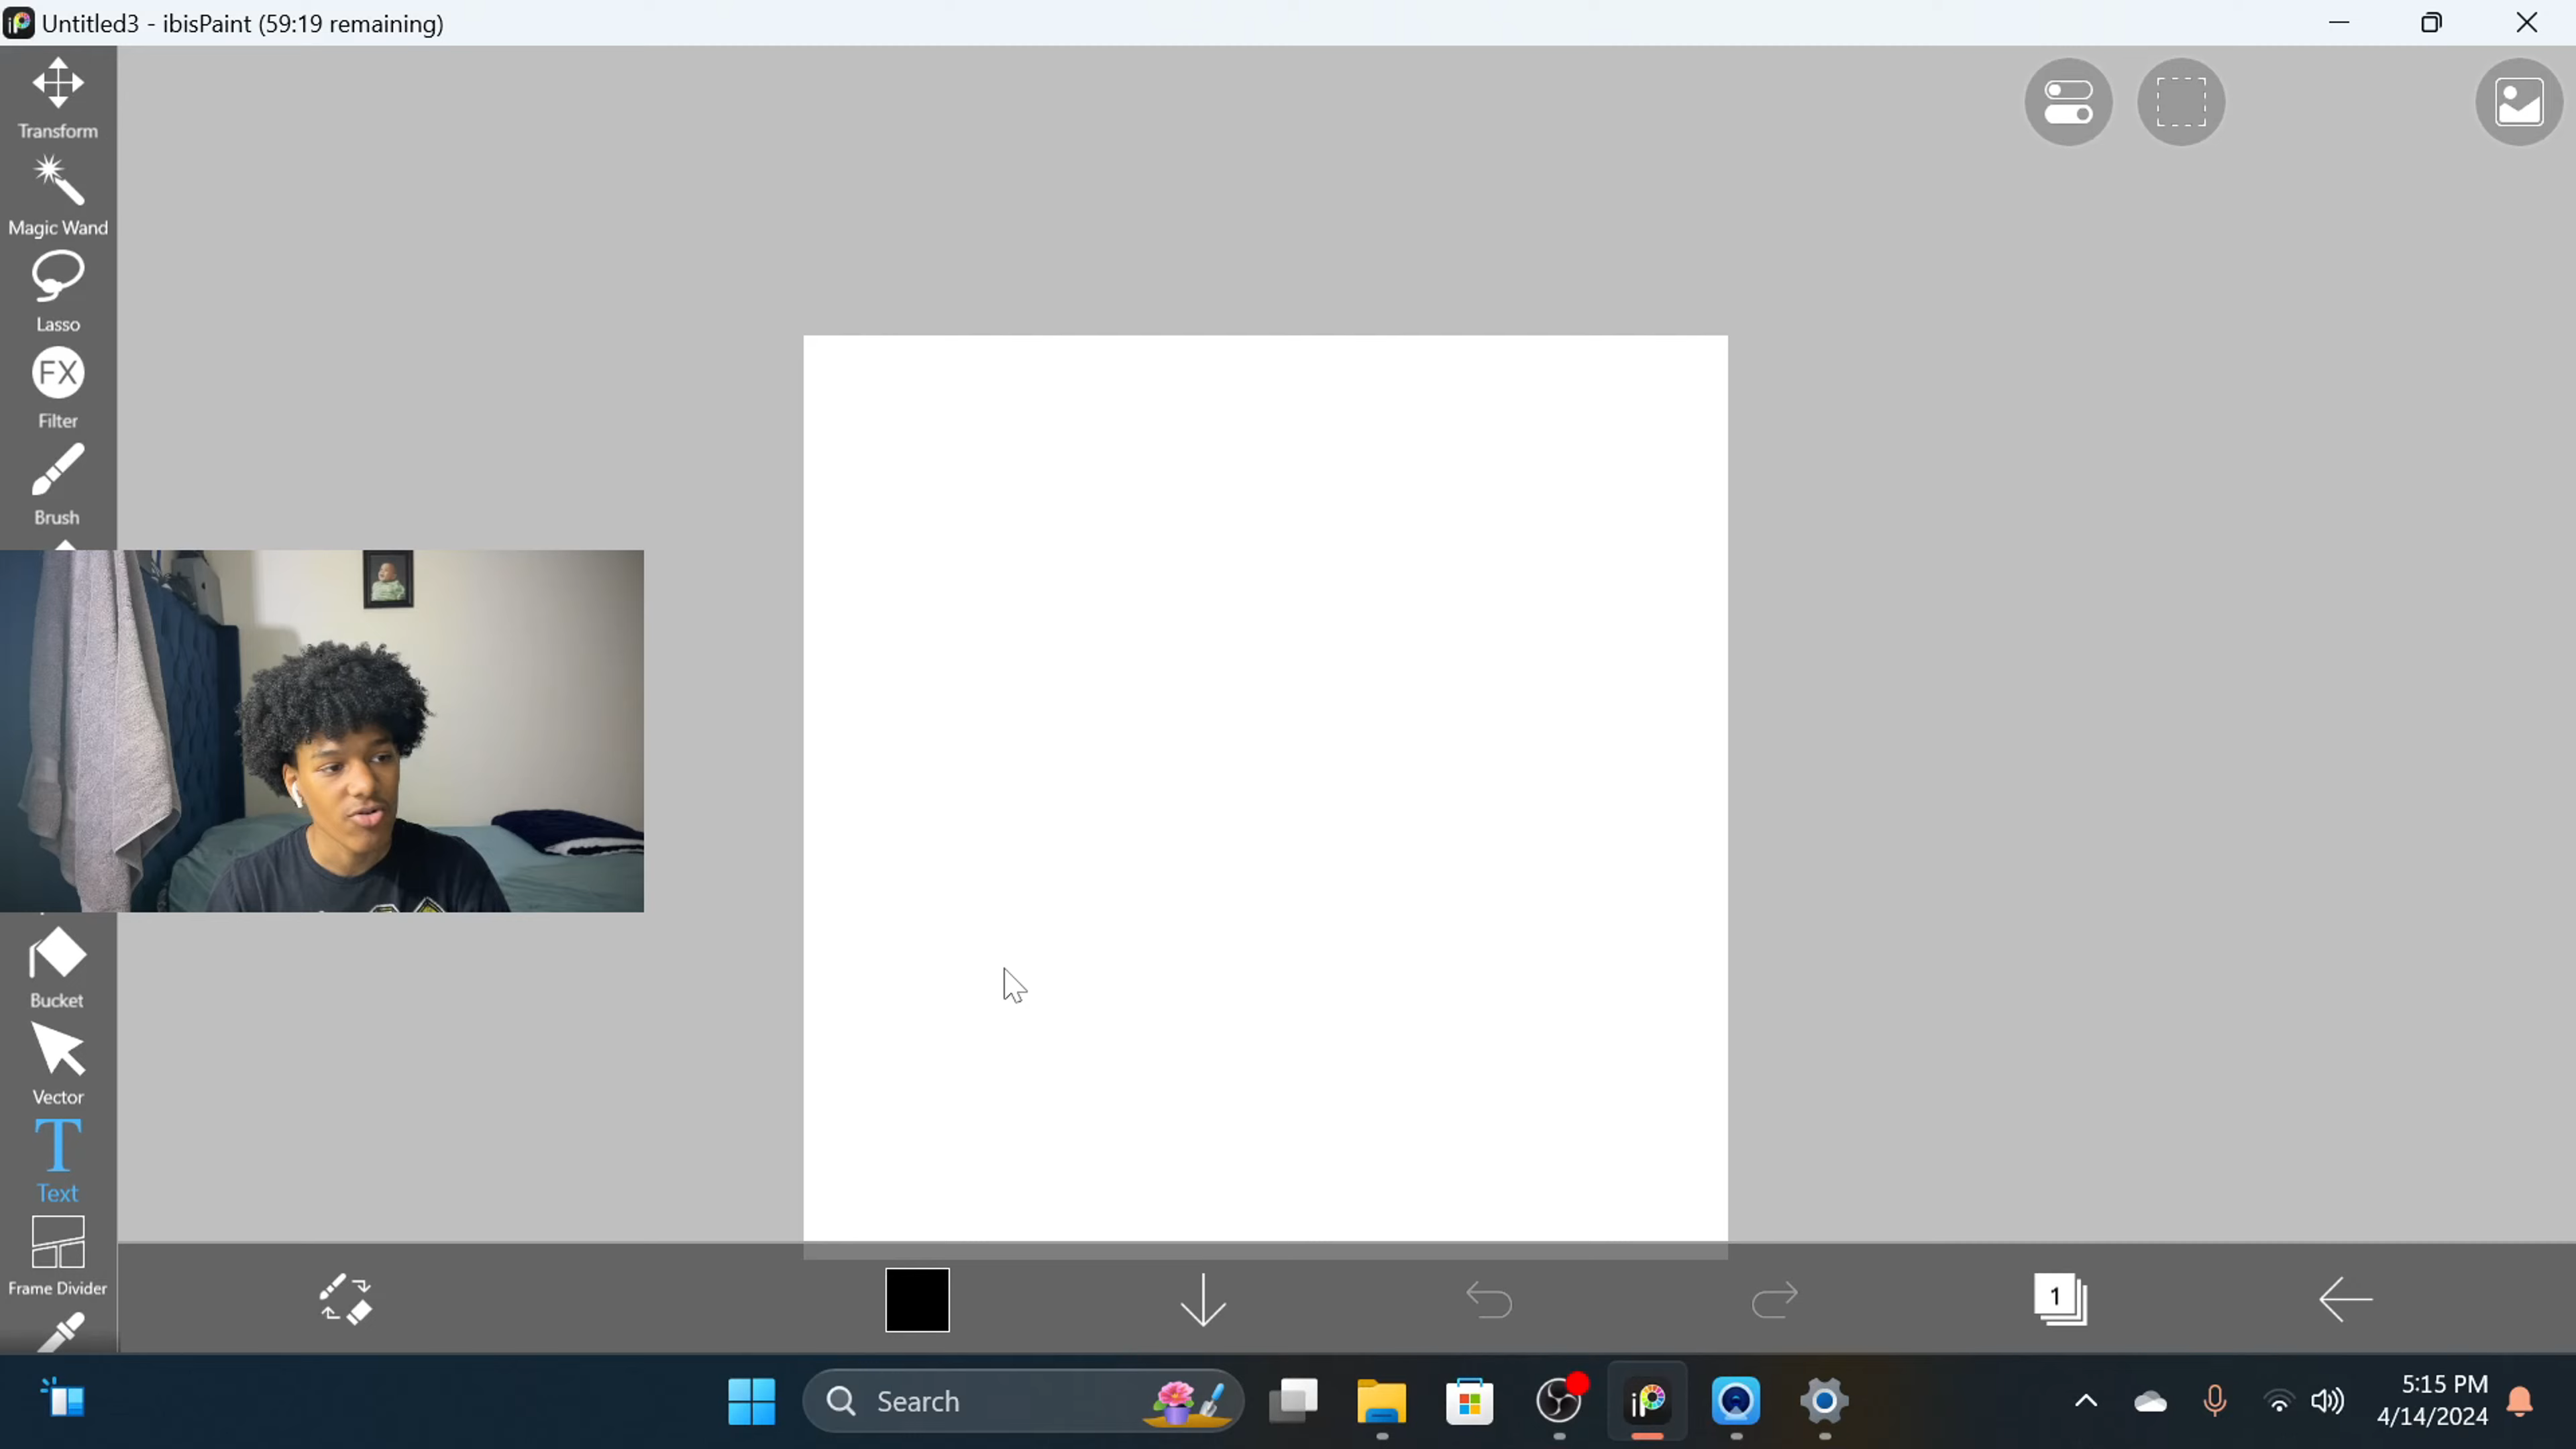 Untitled3 - ibisPaint (59:19 remaining)
Transform
Magic Wand
Lasso
FX
Filter
Brush
Bucket
Vector
T
Text
Frame Divider
1
Search
5:15 PM
4/14/2024